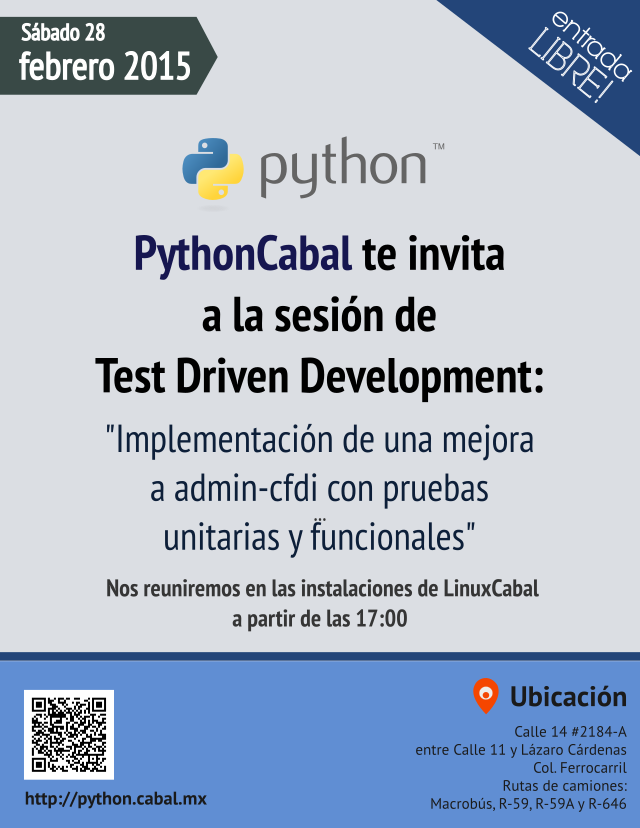 Sábado 28
febrero 2015
entrada
LIBRE!
python™
PythonCabal te invita
a la sesión de
Test Driven Development:
"Implementación de una mejora
a admin-cfdi con pruebas
unitarias y funcionales"
Nos reuniremos en las instalaciones de LinuxCabal
a partir de las 17:00
Ubicación
Calle 14 #2184-A
entre Calle 11 y Lázaro Cárdenas
Col. Ferrocarril
Rutas de camiones:
Macrobús, R-59, R-59A y R-646
http://python.cabal.mx